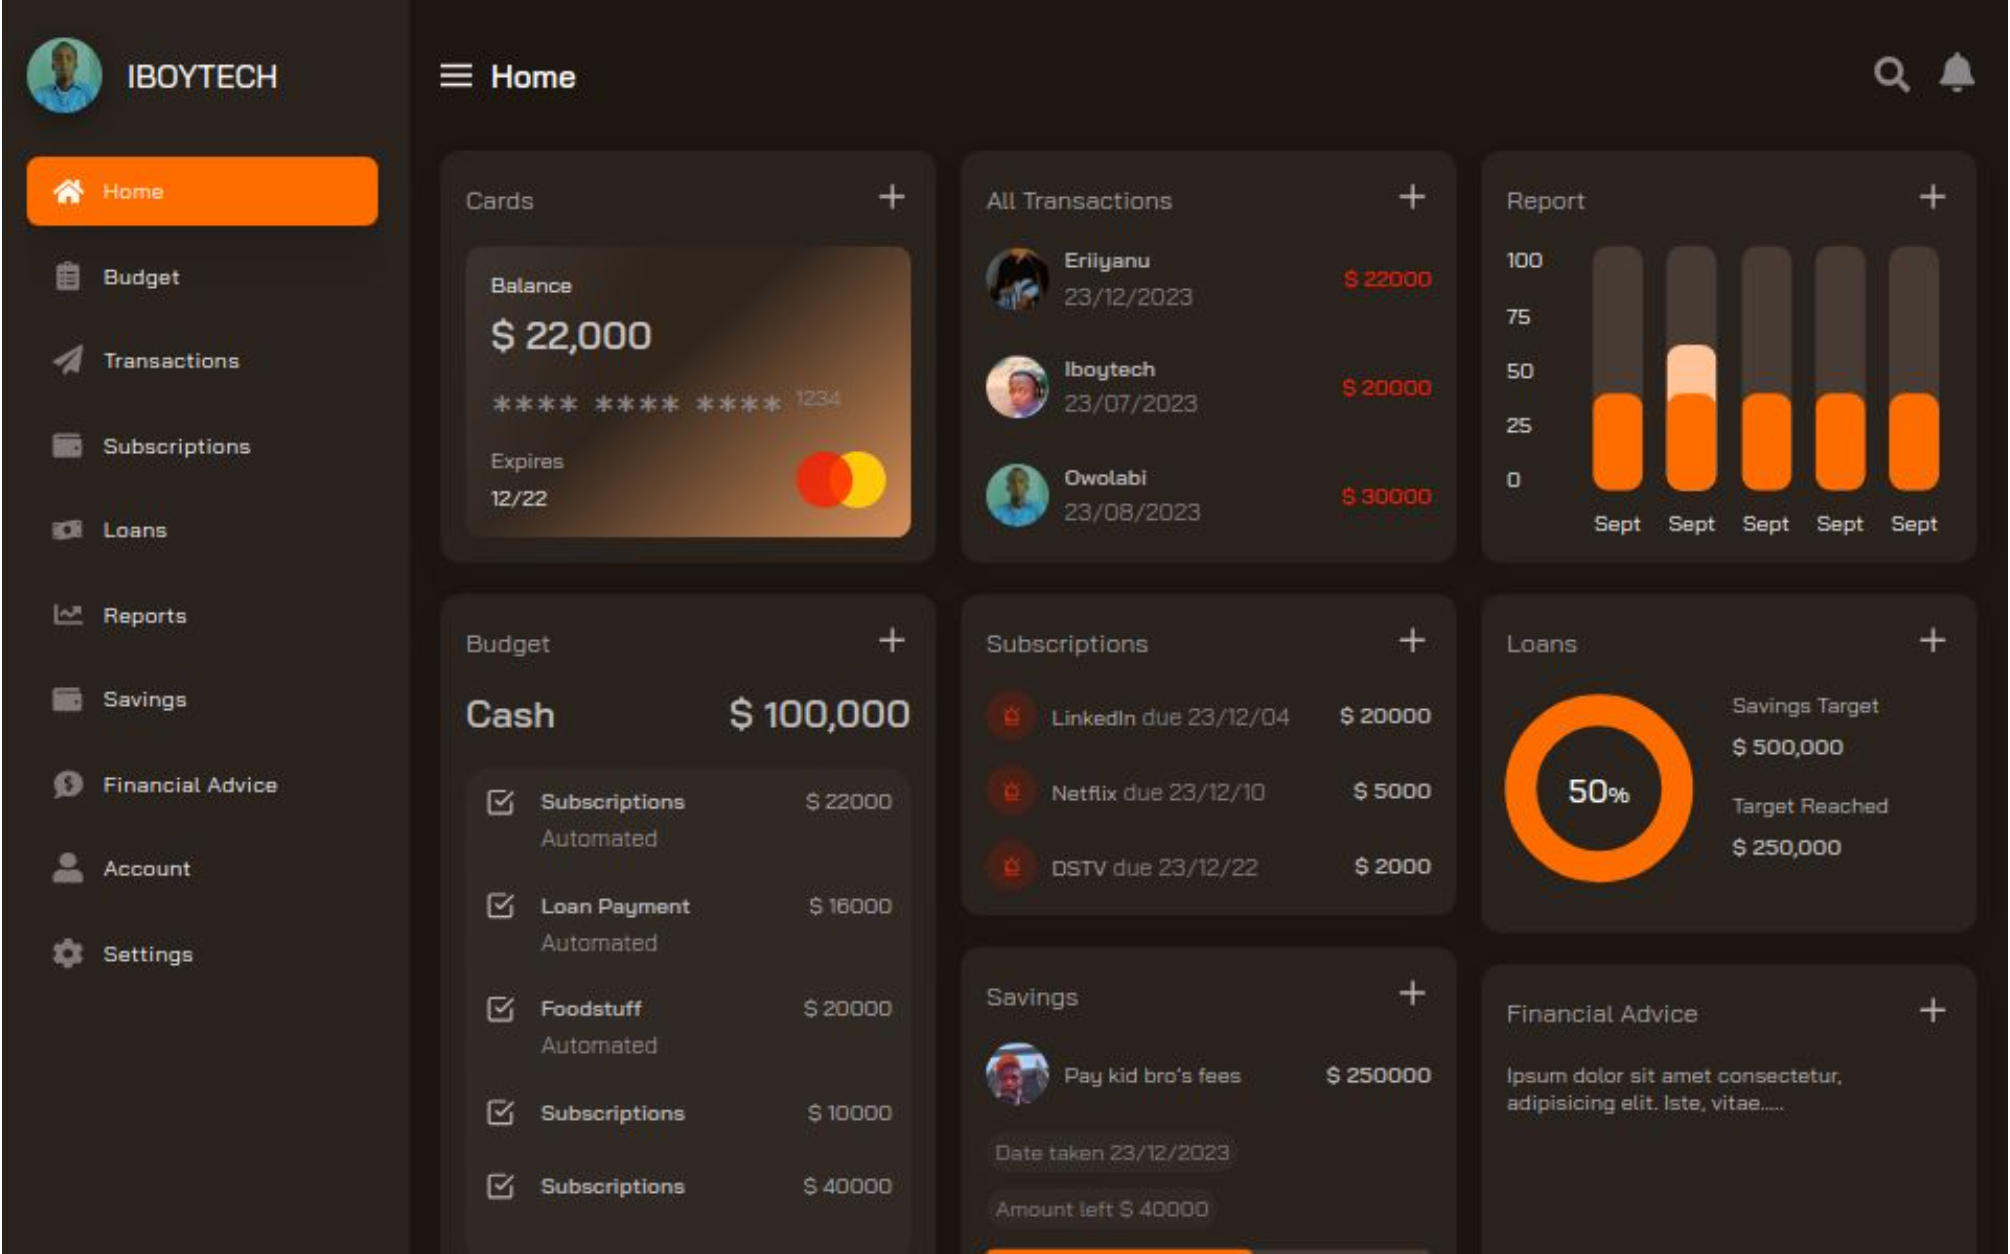 IBOYTECH
Home
Budget
Transactions
Subscriptions
Loans
Reports
Savings
Financial Advice
Account
Settings
Home
Cards
Balance
$ 22,000
**** **** **** 1234
Expires
12/22
All Transactions
Eriiyanu
23/12/2023
$ 22000
Iboytech
23/07/2023
$ 20000
Owolabi
23/08/2023
$ 30000
Report
100
75
50
25
0
Sept Sept Sept Sept Sept
Budget
Cash $ 100,000
Subscriptions $ 22000
Automated
Loan Payment $ 16000
Automated
Foodstuff $ 20000
Automated
Subscriptions $ 10000
Subscriptions $ 40000
Subscriptions
LinkedIn due 23/12/04 $ 20000
Netflix due 23/12/10 $ 5000
DSTV due 23/12/22 $ 2000
Savings
Pay kid bro's fees $ 250000
Date taken 23/12/2023
Amount left $ 40000
Loans
50%
Savings Target
$ 500,000
Target Reached
$ 250,000
Financial Advice
Ipsum dolor sit amet consectetur,
adipisicing elit. Iste, vitae.....